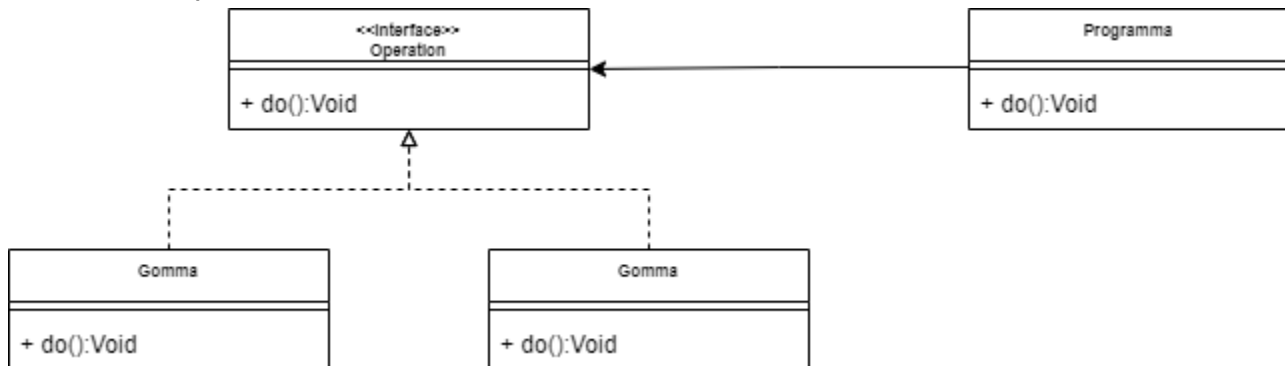 <<Interface>>
Operation
+ do():Void
Programma
+ do():Void
Gomma
+ do():Void
Gomma
+ do():Void